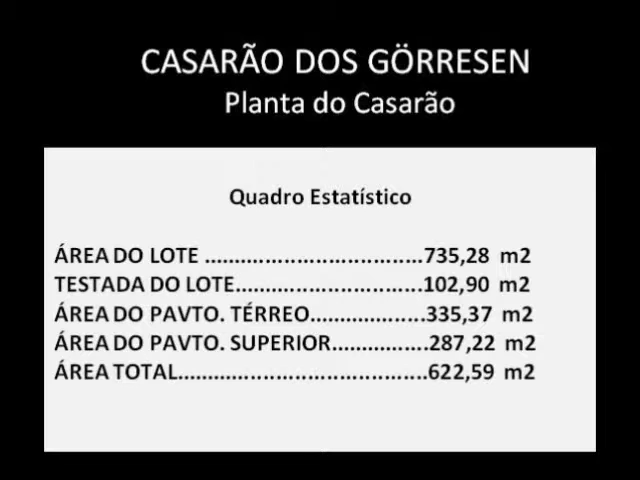 CASARÃO DOS GÖRRESEN
Planta do Casarão
Quadro Estatístico
ÁREA DO LOTE ......................................735,28 m2
TESTADA DO LOTE................................102,90 m2
ÁREA DO PAVTO. TÉRREO....................335,37 m2
ÁREA DO PAVTO. SUPERIOR.................287,22 m2
ÁREA TOTAL...........................................622,59 m2